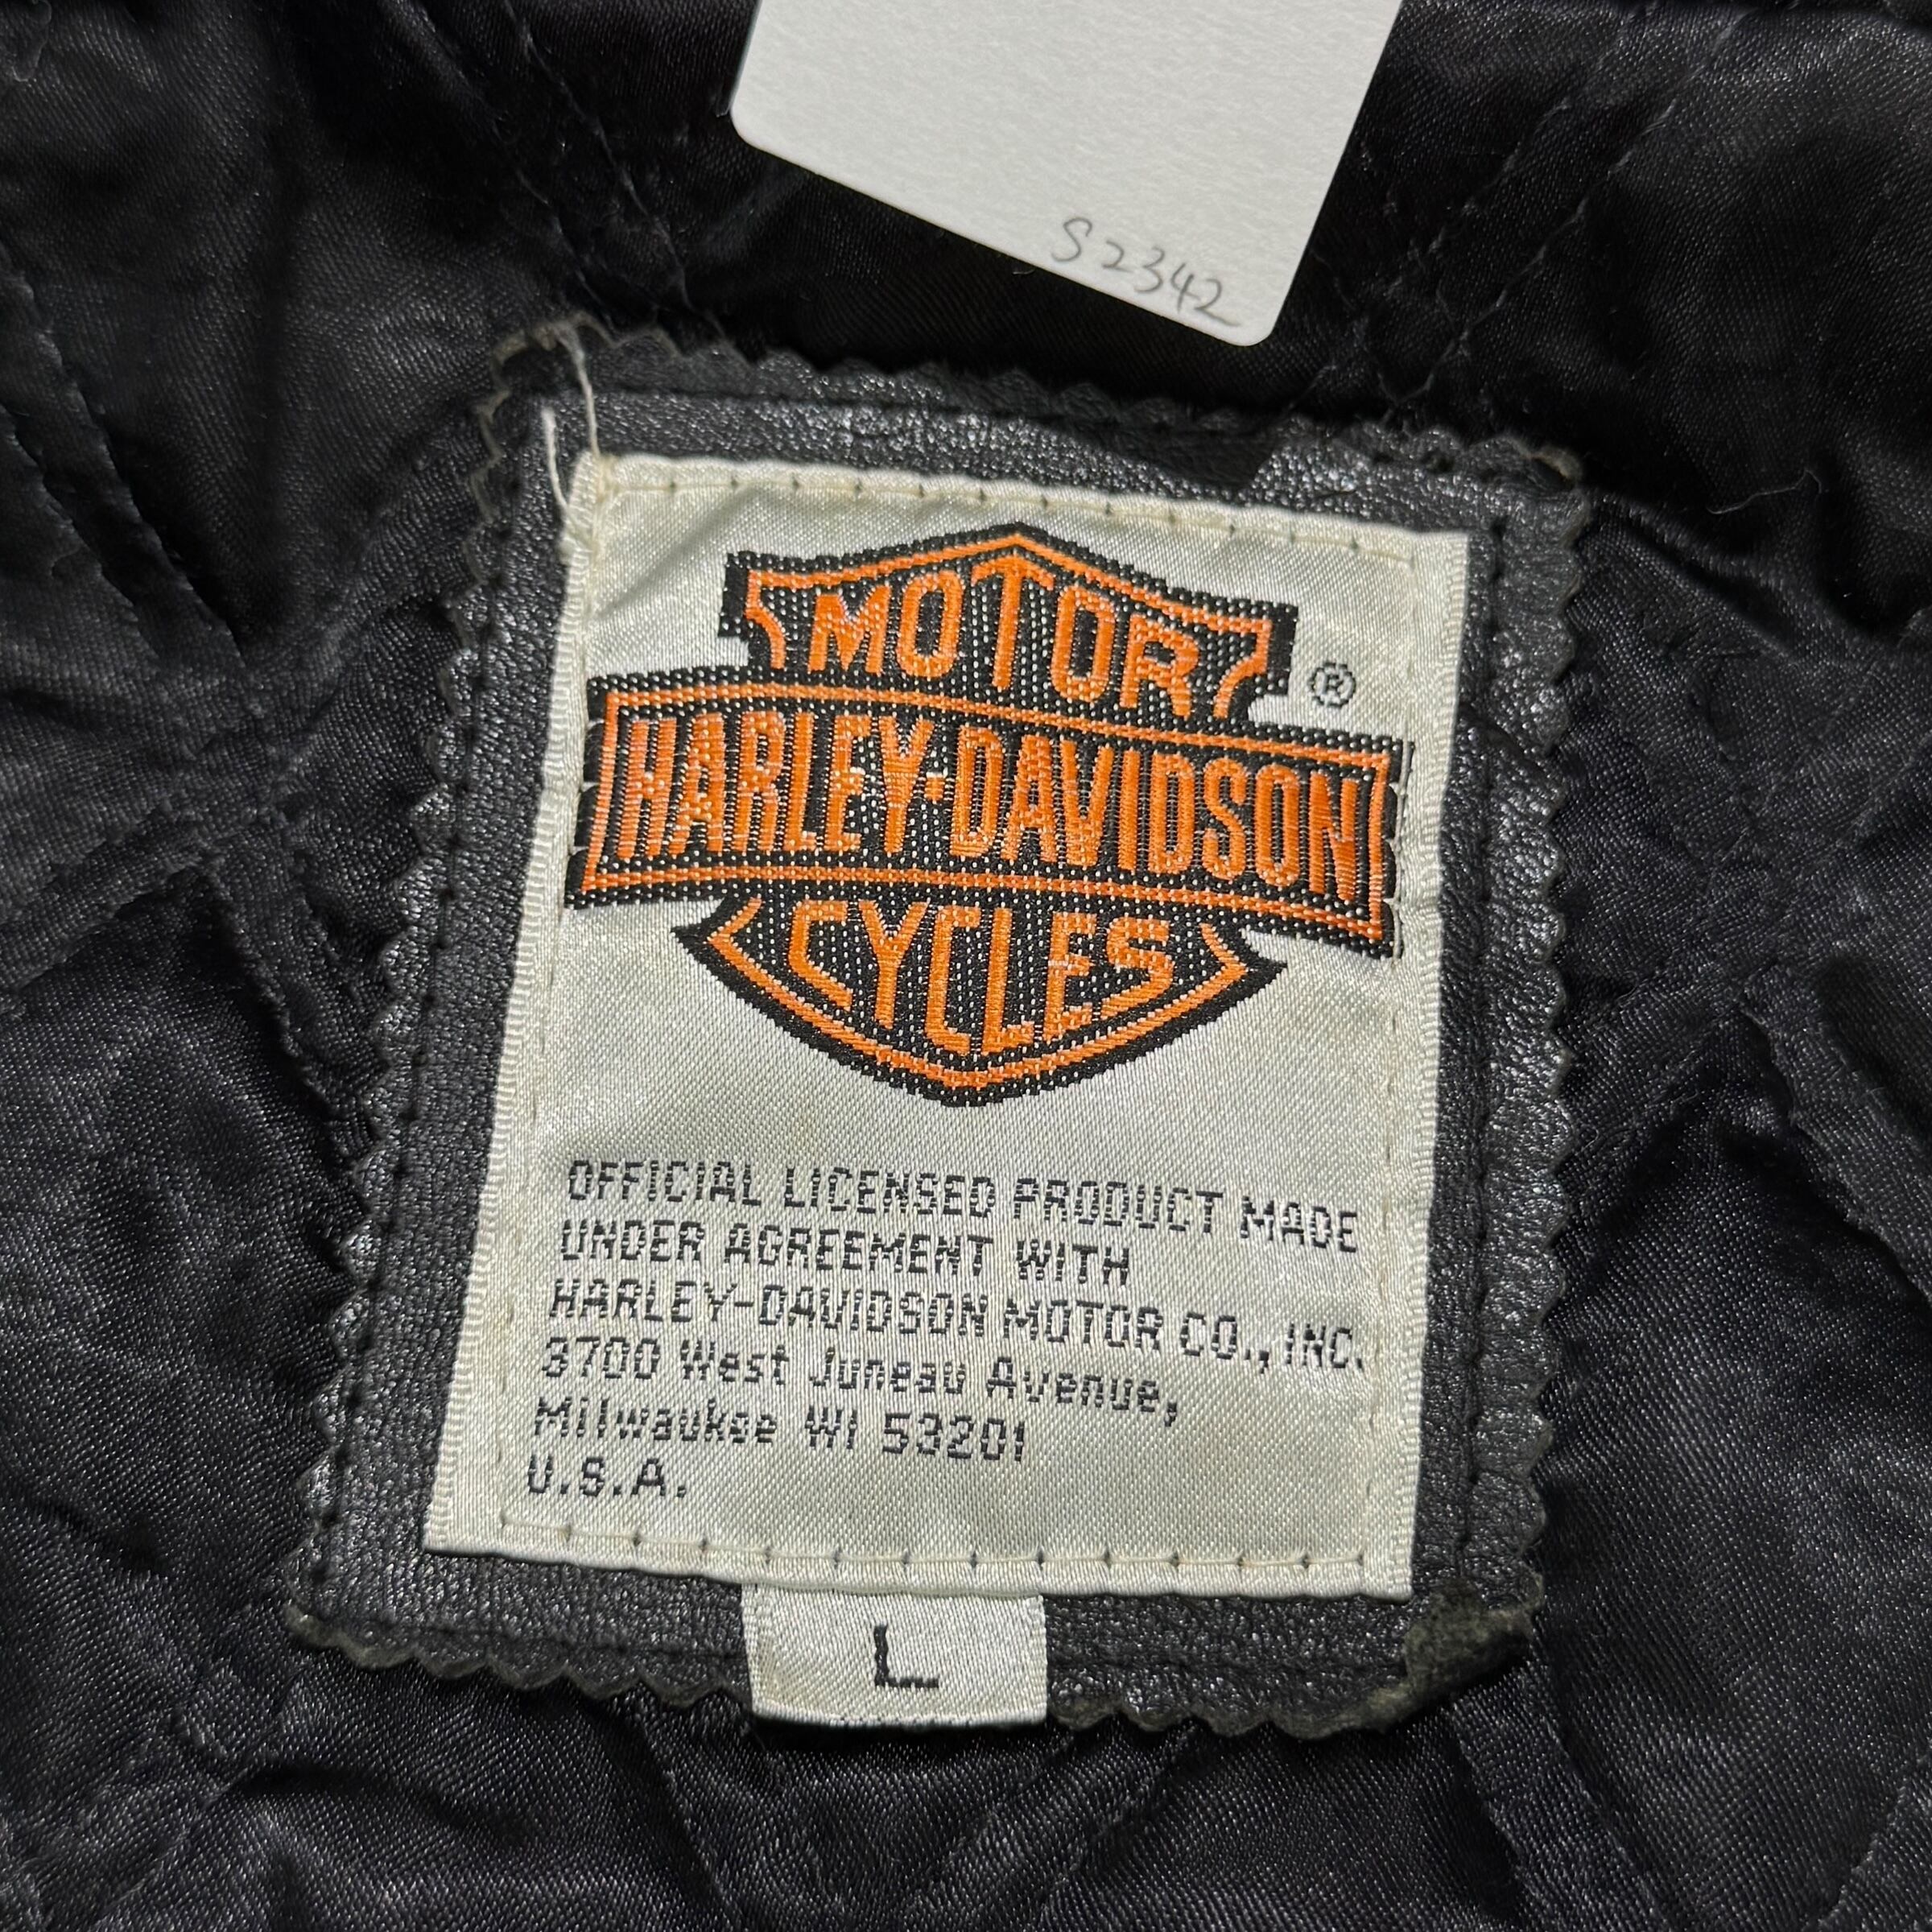 S2342
MOTOR
®
HARLEY-DAVIDSON
CYCLES
OFFICIAL LICENSED PRODUCT MADE
UNDER AGREEMENT WITH
HARLEY-DAVIDSON MOTOR CO., INC.
3700 West Juneau Avenue,
Milwaukee WI 53201
U.S.A.
L